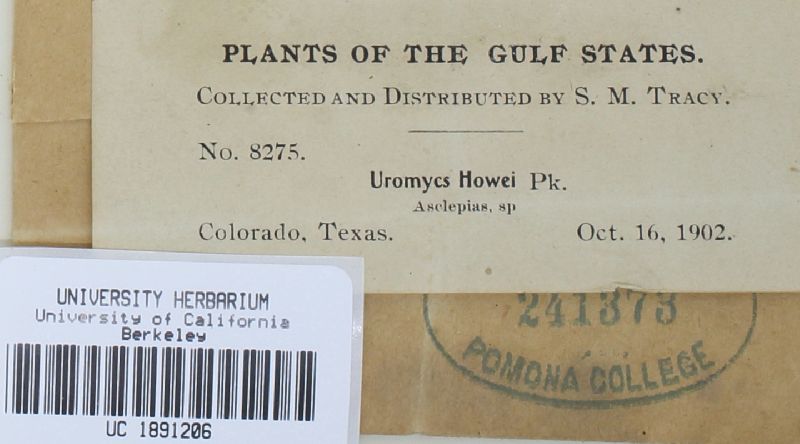 PLANTS OF THE GULF STATES.
COLLECTED AND DISTRIBUTED BY S. M. TRACY.
No. 8275.
Uromycs Howei Pk.
Asclepias, sp
Colorado, Texas. Oct. 16, 1902.
241373
POMONA COLLEGE
UNIVERSITY HERBARIUM
University of California
Berkeley
UC 1891206